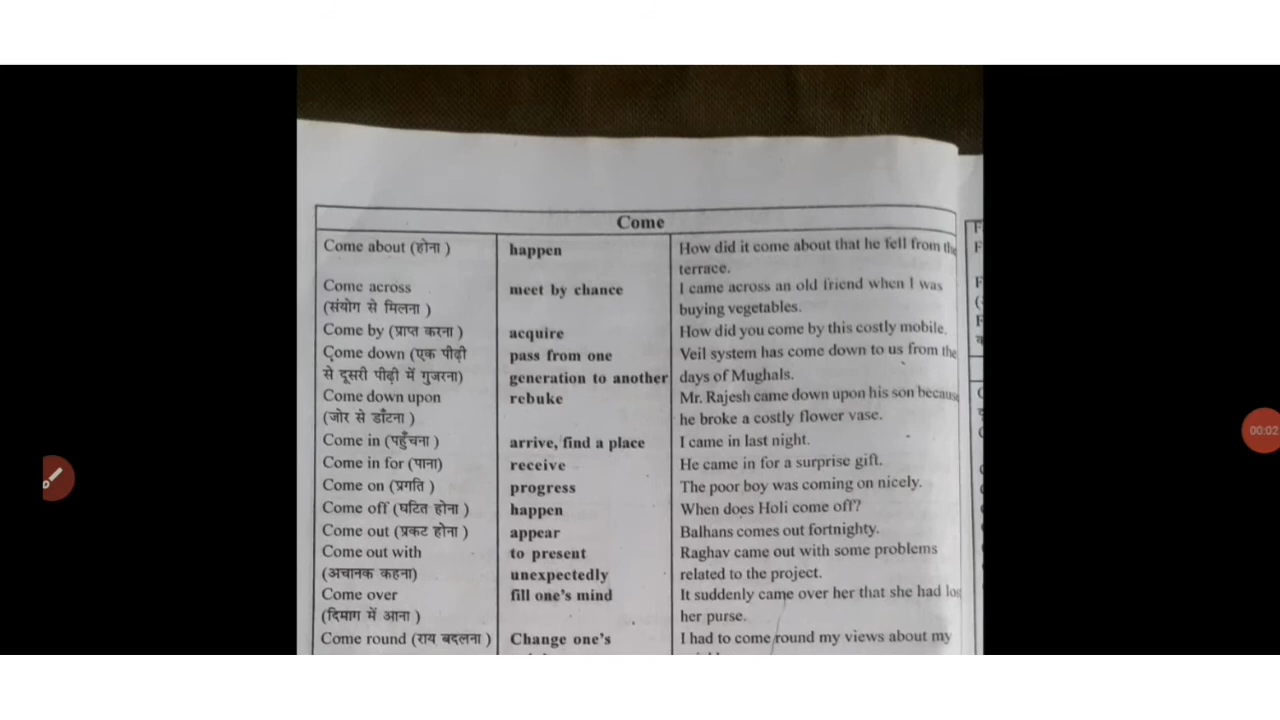 Come
Come about (होना ) happen How did it come about that he fell from the
terrace.
Come across meet by chance I came across an old friend when I was
(संयोग से मिलना ) buying vegetables.
Come by (प्राप्त करना ) acquire How did you come by this costly mobile.
Come down (एक पीढ़ी pass from one Veil system has come down to us from the
से दूसरी पीढ़ी में गुजरना) generation to another days of Mughals.
Come down upon rebuke Mr. Rajesh came down upon his son because
(जोर से डाँटना ) he broke a costly flower vase.
Come in (पहुँचना ) arrive, find a place I came in last night.
Come in for (पाना) receive He came in for a surprise gift.
Come on (प्रगति ) progress The poor boy was coming on nicely.
Come off (घटित होना ) happen When does Holi come off?
Come out (प्रकट होना ) appear Balhans comes out fortnighty.
Come out with to present Raghav came out with some problems
(अचानक कहना) unexpectedly related to the project.
Come over fill one's mind It suddenly came over her that she had los
(दिमाग में आना ) her purse.
Come round (राय बदलना ) Change one's I had to come round my views about my
00:02